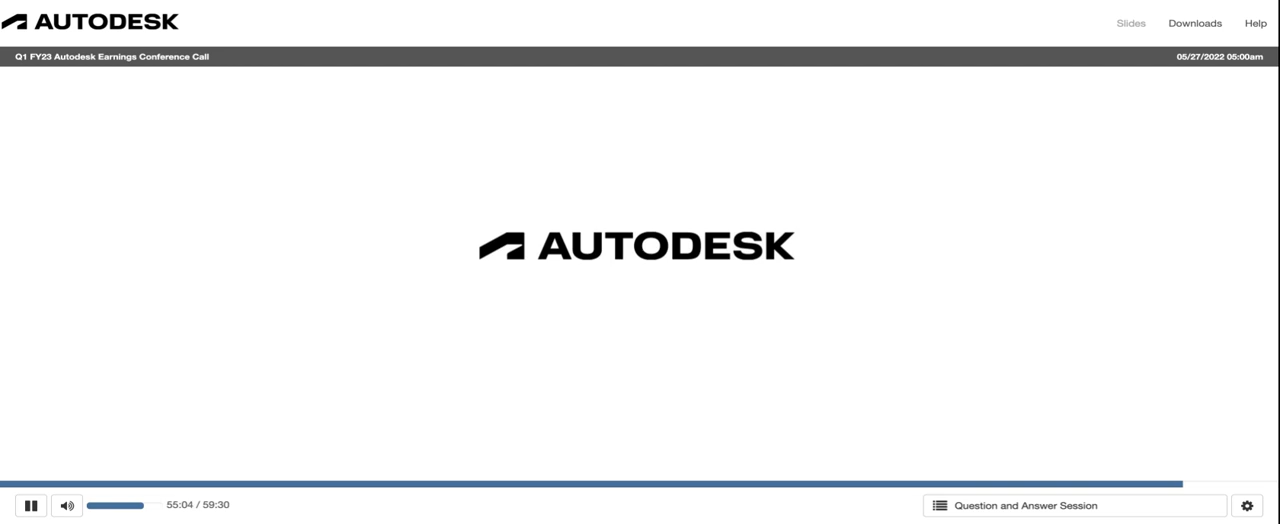 AUTODESK
Slides Downloads Help
Q1 FY23 Autodesk Earnings Conference Call
05/27/2022 05:00am
AUTODESK
55:04 / 59:30
Question and Answer Session